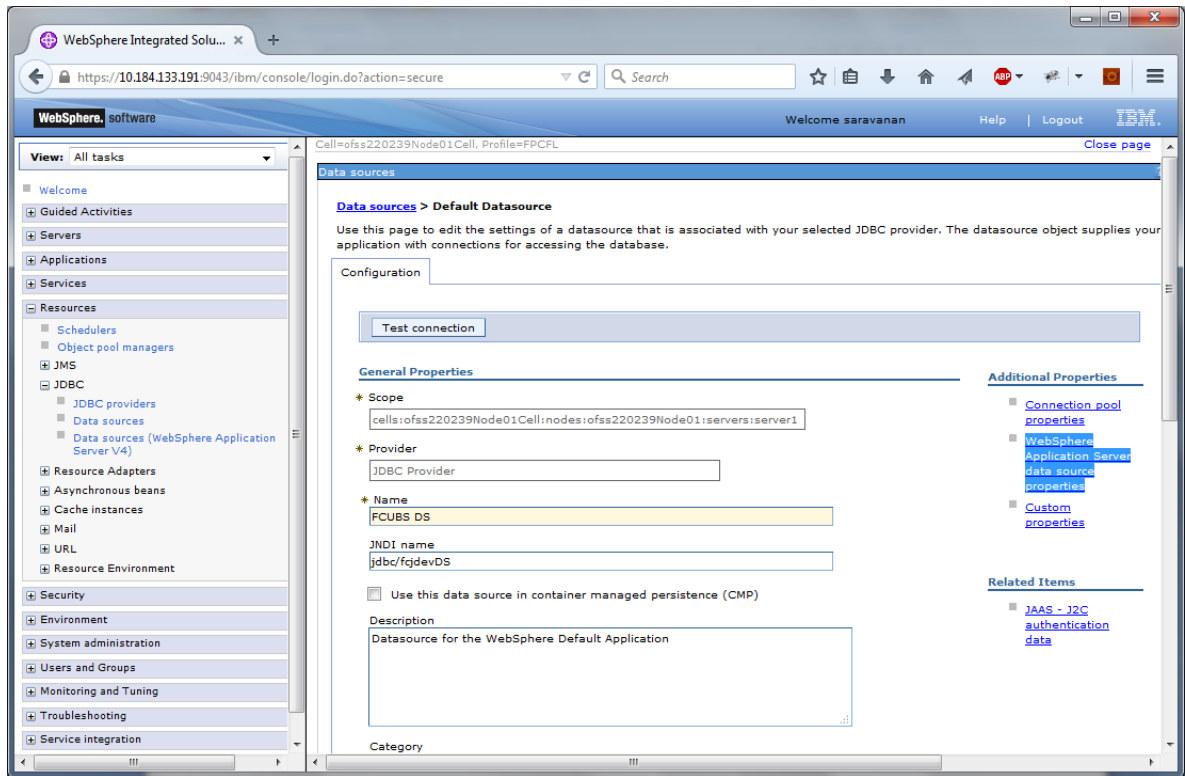 WebSphere Integrated Solu... × +
https://10.184.133.191:9043/ibm/console/login.do?action=secure
Search
ABP
WebSphere. software
Welcome saravanan
Help | Logout
IBM.
View: All tasks
Welcome
Guided Activities
Servers
Applications
Services
Resources
Schedulers
Object pool managers
JMS
JDBC
JDBC providers
Data sources
Data sources (WebSphere Application
Server V4)
Resource Adapters
Asynchronous beans
Cache instances
Mail
URL
Resource Environment
Security
Environment
System administration
Users and Groups
Monitoring and Tuning
Troubleshooting
Service integration
Cell=ofss220239Node01Cell, Profile=FPCFL
Close page
Data sources
?
Data sources > Default Datasource
Use this page to edit the settings of a datasource that is associated with your selected JDBC provider. The datasource object supplies your
application with connections for accessing the database.
Configuration
Test connection
General Properties
* Scope
cells:ofss220239Node01Cell:nodes:ofss220239Node01:servers:server1
* Provider
JDBC Provider
* Name
FCUBS DS
JNDI name
jdbc/fcjdevDS
Use this data source in container managed persistence (CMP)
Description
Datasource for the WebSphere Default Application
Category
Additional Properties
Connection pool
properties
WebSphere
Application Server
data source
properties
Custom
properties
Related Items
JAAS - J2C
authentication
data